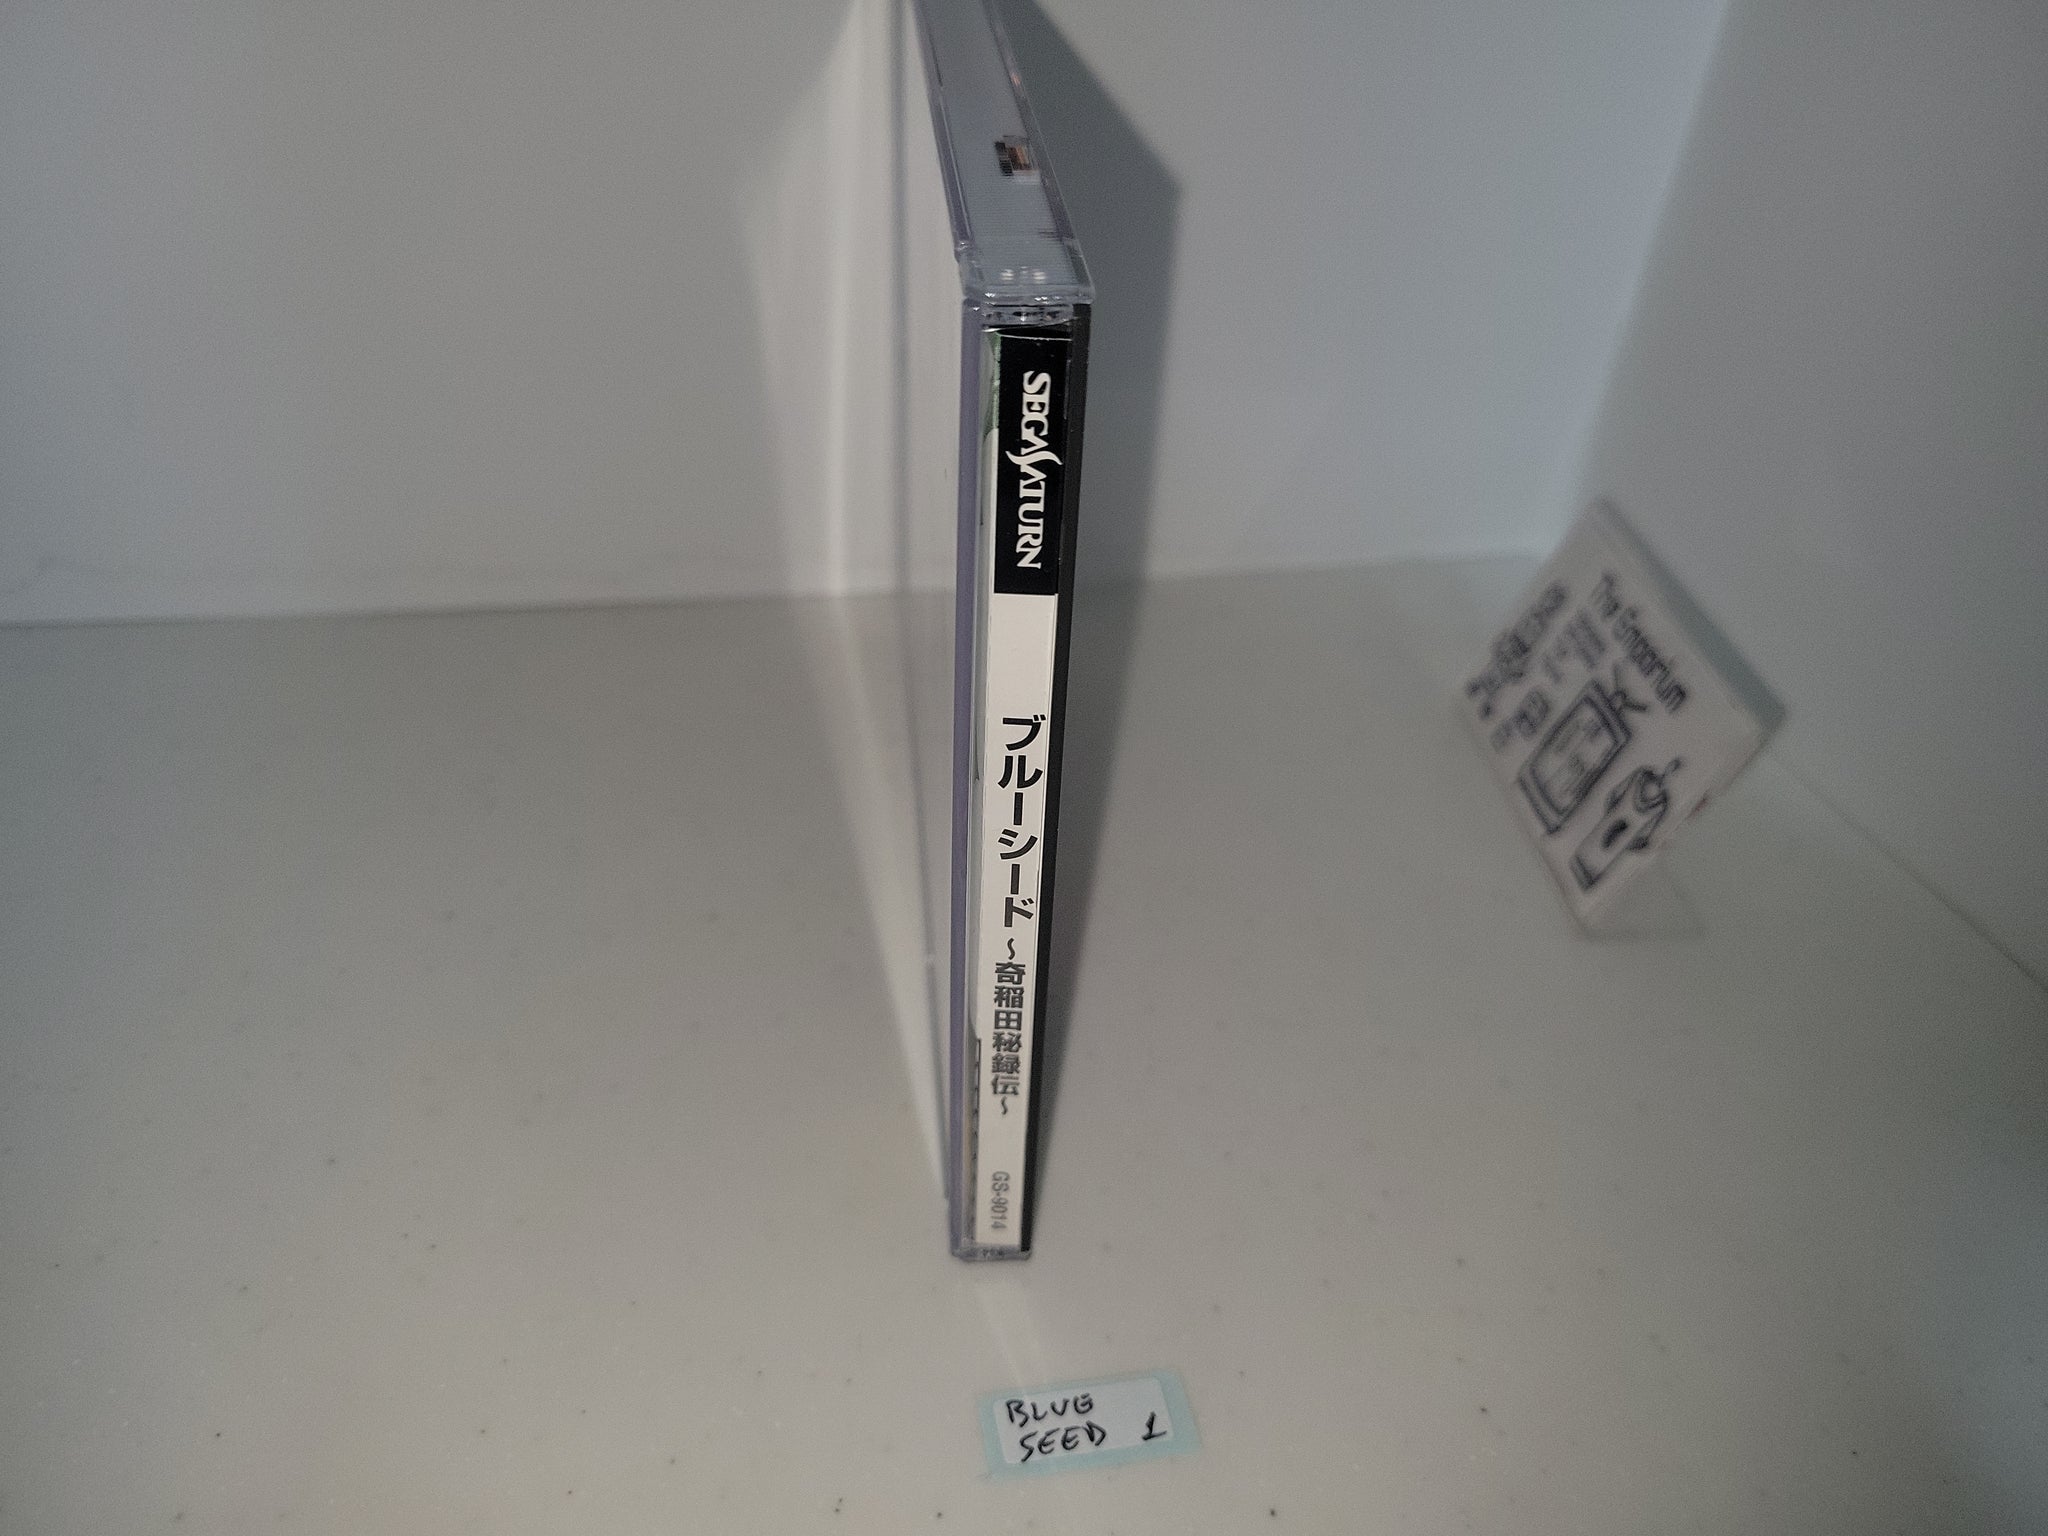 SEGA SATURN
ブルーシード
～奇稲田秘録伝～
GS-9014
The Emporium
BLUE
SEED 1